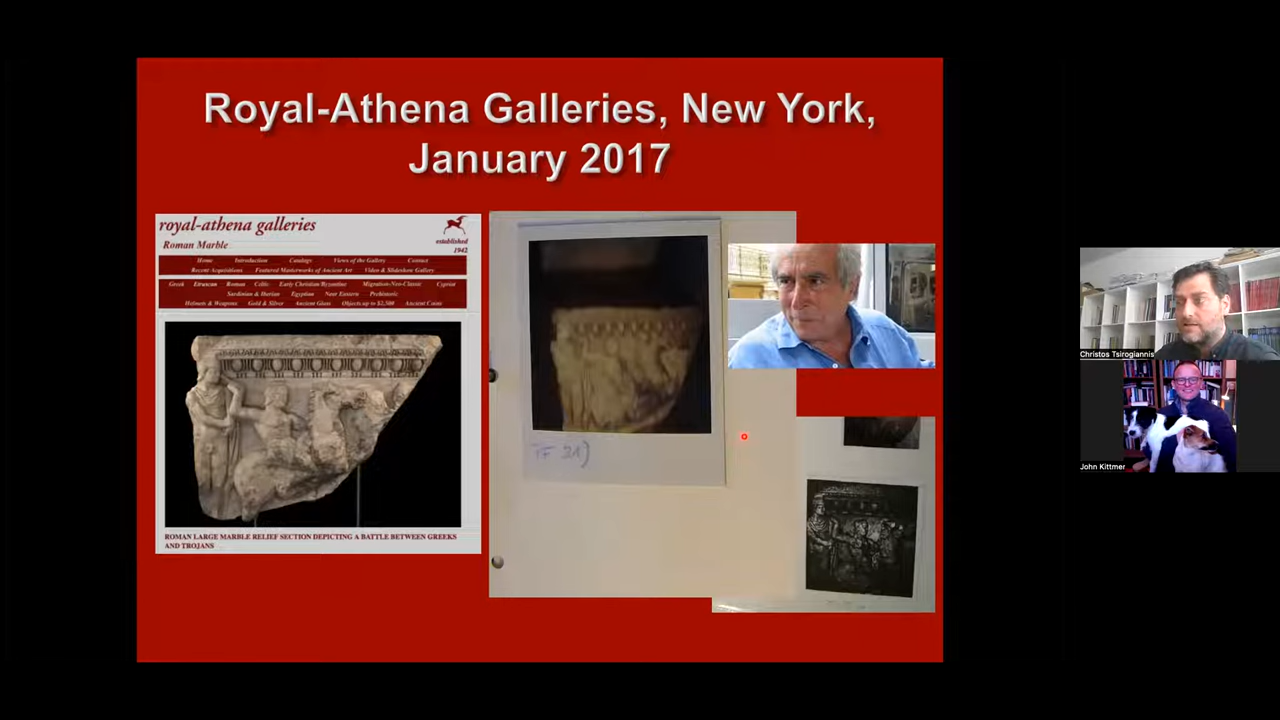 Royal-Athena Galleries, New York,
January 2017
royal-athena galleries
established
1942
Roman Marble
Home Introduction Catalogs Views of the Gallery Contact
Recent Acquisitions Featured Masterworks of Ancient Art Video & Slideshow Gallery
Greek Etruscan Roman Celtic Early Christian/Byzantine Migration-Neo-Classic Cypriot
Sardinian & Iberian Egyptian Near Eastern Prehistoric
Helmets & Weapons Gold & Silver Ancient Glass Objects up to $2,500 Ancient Coins
ROMAN LARGE MARBLE RELIEF SECTION DEPICTING A BATTLE BETWEEN GREEKS
AND TROJANS
Christos Tsirogiannis
John Kittmer